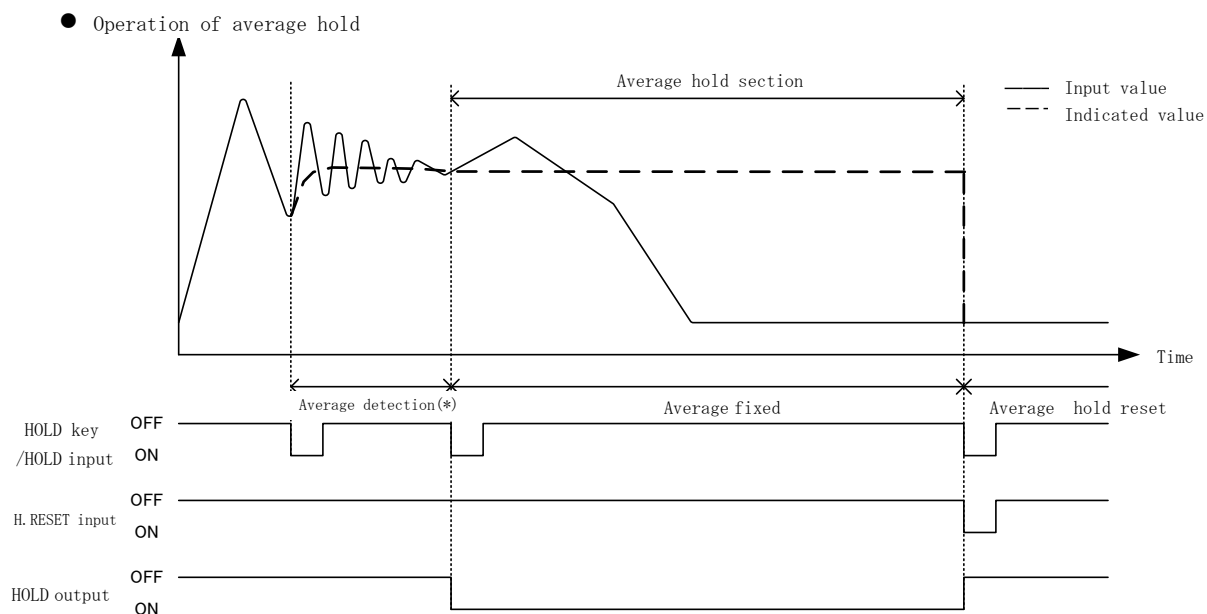 ● Operation of average hold
Average hold section
Input value
Indicated value
Time
Average detection(*)
Average fixed
Average hold reset
HOLD key
/HOLD input
OFF
ON
H.RESET input
OFF
ON
HOLD output
OFF
ON